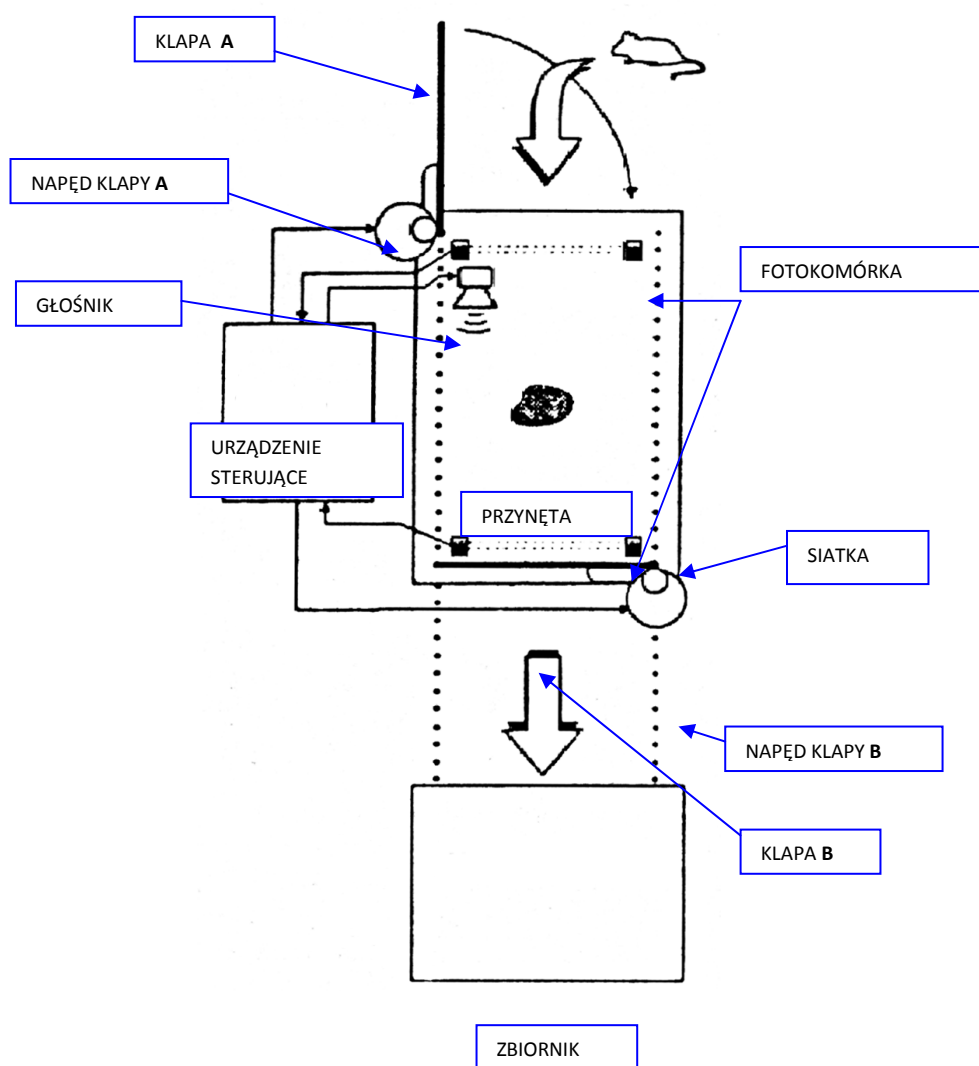 KLAPA A
NAPĘD KLAPY A
FOTOKOMÓRKA
GŁOŚNIK
URZĄDZENIE
STERUJĄCE
PRZYNĘTA
SIATKA
NAPĘD KLAPY B
KLAPA B
ZBIORNIK